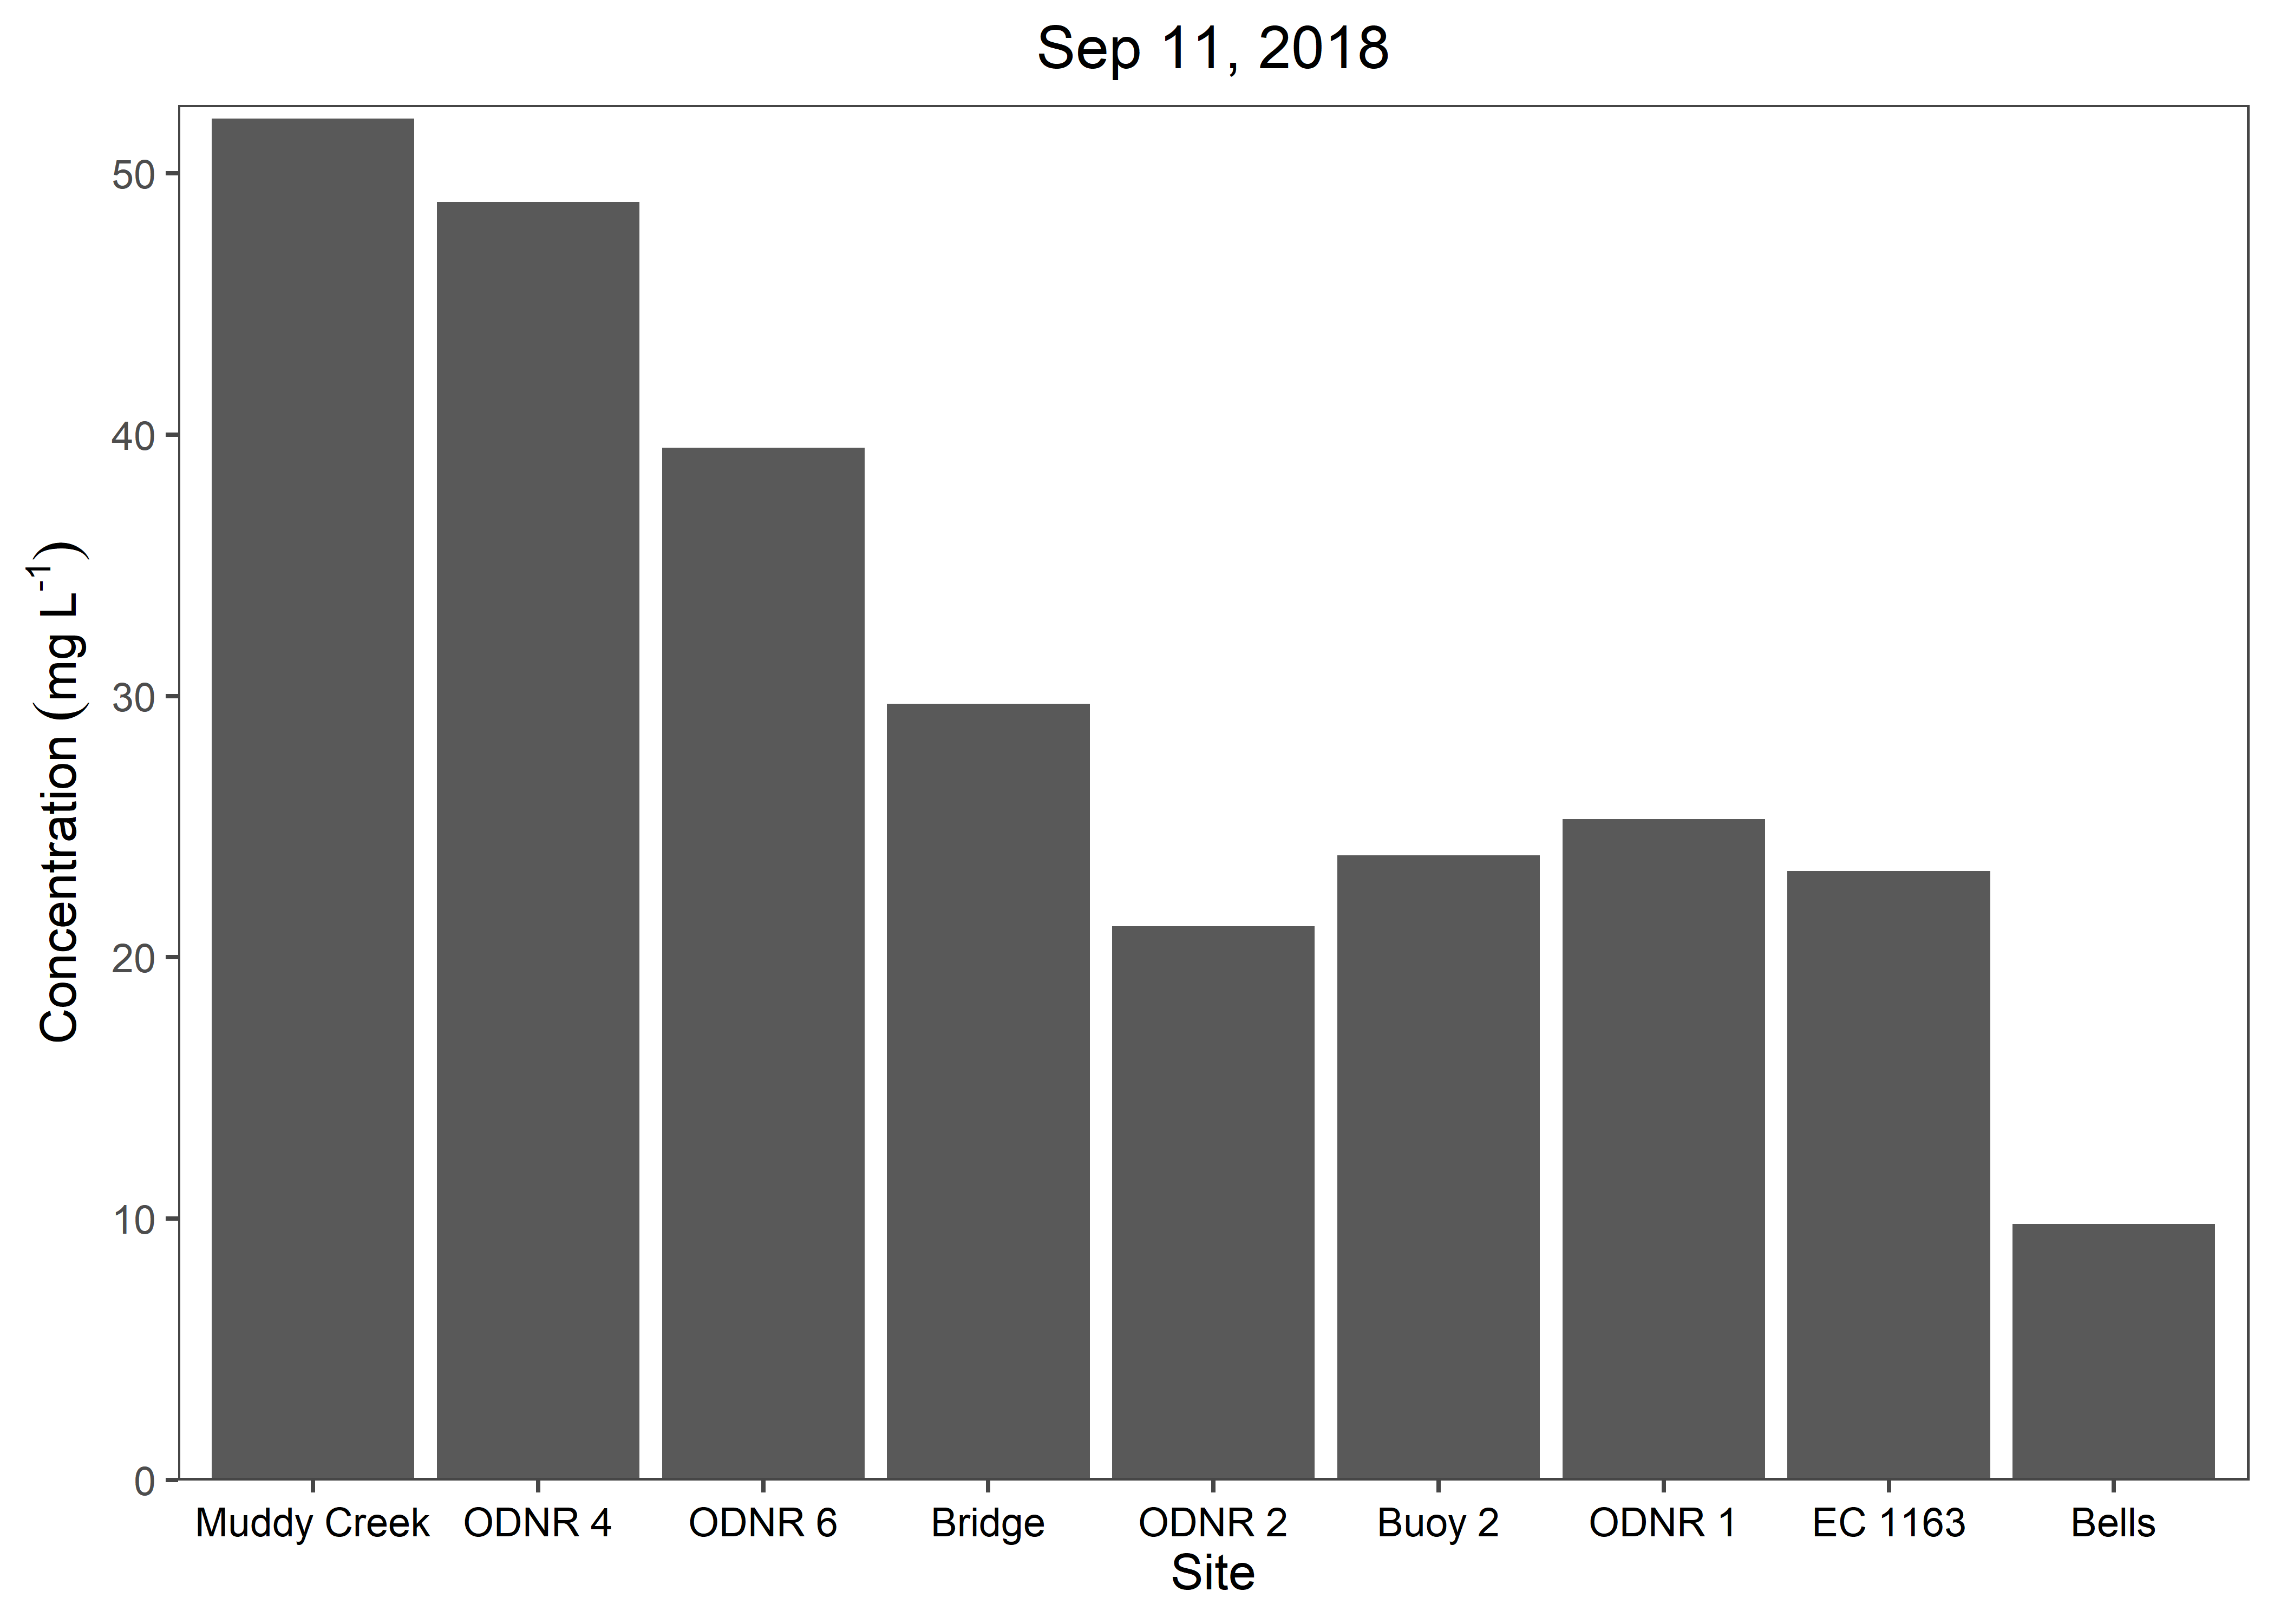 Sep 11, 2018
Concentration (mg L-1)
50
40
30
20
10
0
Muddy Creek ODNR 4 ODNR 6 Bridge ODNR 2 Buoy 2 ODNR 1 EC 1163 Bells
Site